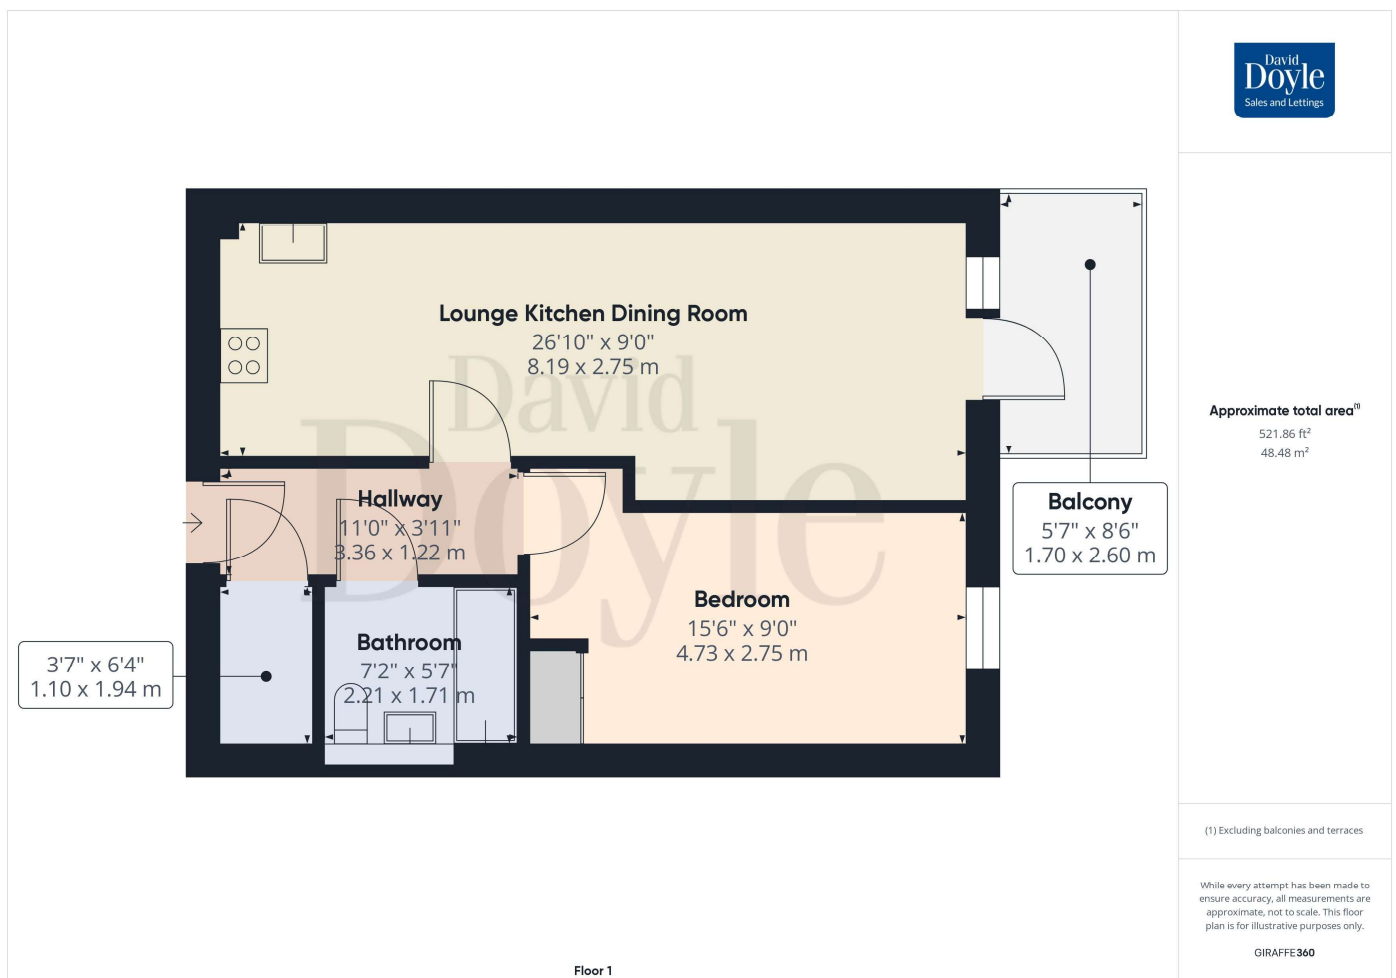 David
Doyle
Sales and Lettings
Lounge Kitchen Dining Room
26'10" x 9'0"
8.19 x 2.75 m
David
Doyle
Hallway
11'0" x 3'11"
3.36 x 1.22 m
Balcony
5'7" x 8'6"
1.70 x 2.60 m
Bedroom
15'6" x 9'0"
4.73 x 2.75 m
Bathroom
7'2" x 5'7"
2.21 x 1.71 m
3'7" x 6'4"
1.10 x 1.94 m
Approximate total area(1)
521.86 ft²
48.48 m²
(1) Excluding balconies and terraces
While every attempt has been made to
ensure accuracy, all measurements are
approximate, not to scale. This floor
plan is for illustrative purposes only.
GIRAFFE360
Floor 1